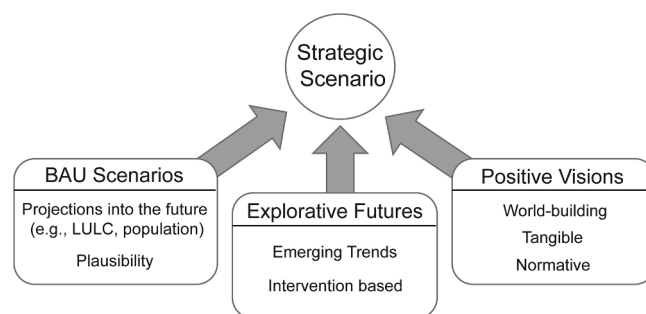 Strategic
Scenario
BAU Scenarios
Projections into the future
(e.g., LULC, population)
Plausibility
Explorative Futures
Emerging Trends
Intervention based
Positive Visions
World-building
Tangible
Normative